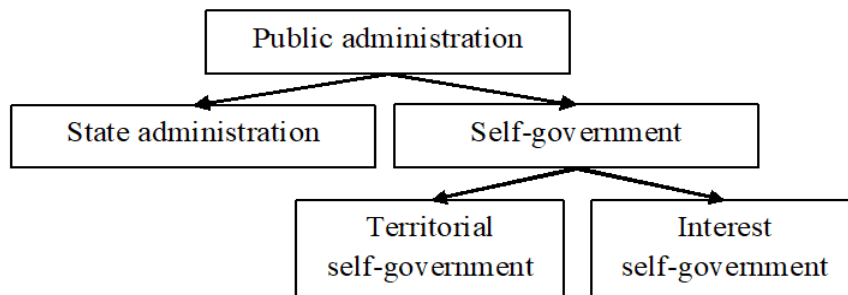 Public administration
State administration
Self-government
Territorial
self-government
Interest
self-government